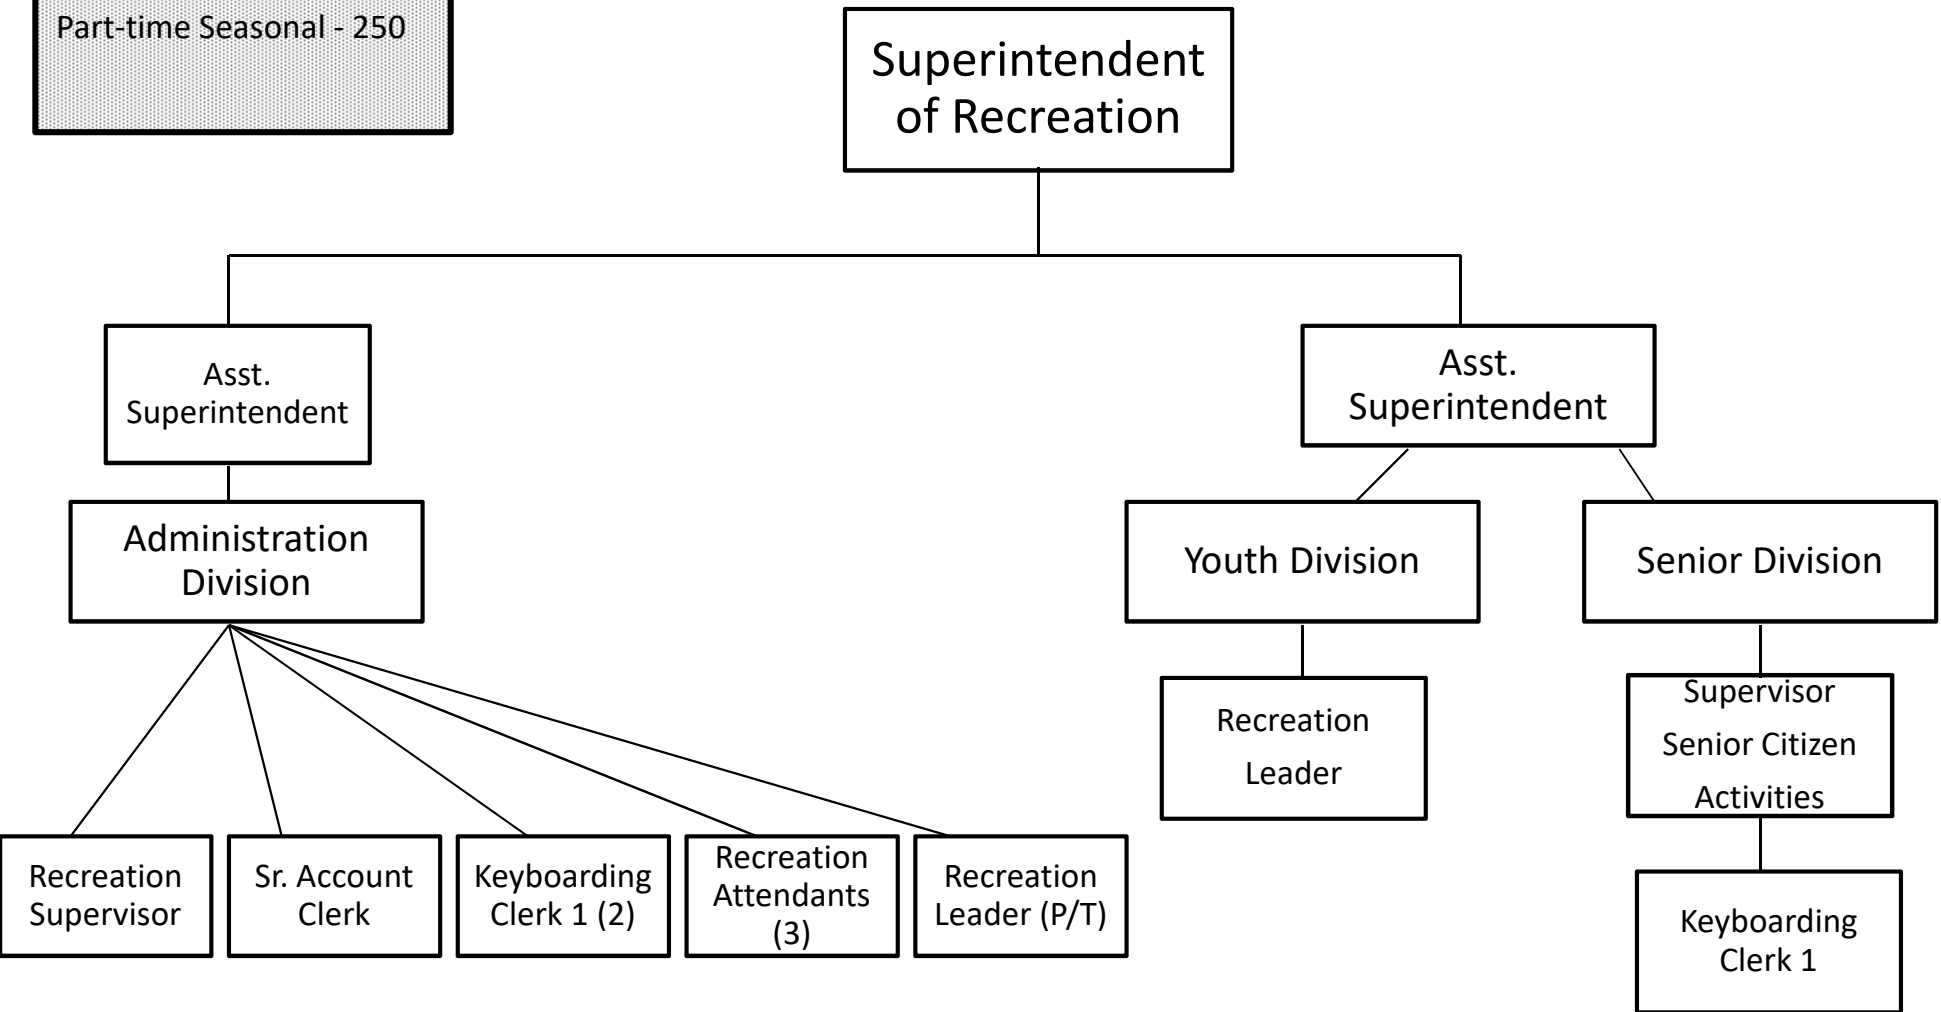 Part-time Seasonal - 250
Superintendent
of Recreation
Asst.
Superintendent
Asst.
Superintendent
Administration
Division
Youth Division
Senior Division
Recreation
Leader
Supervisor
Senior Citizen
Activities
Recreation
Supervisor
Sr. Account
Clerk
Keyboarding
Clerk 1 (2)
Recreation
Attendants
(3)
Recreation
Leader (P/T)
Keyboarding
Clerk 1